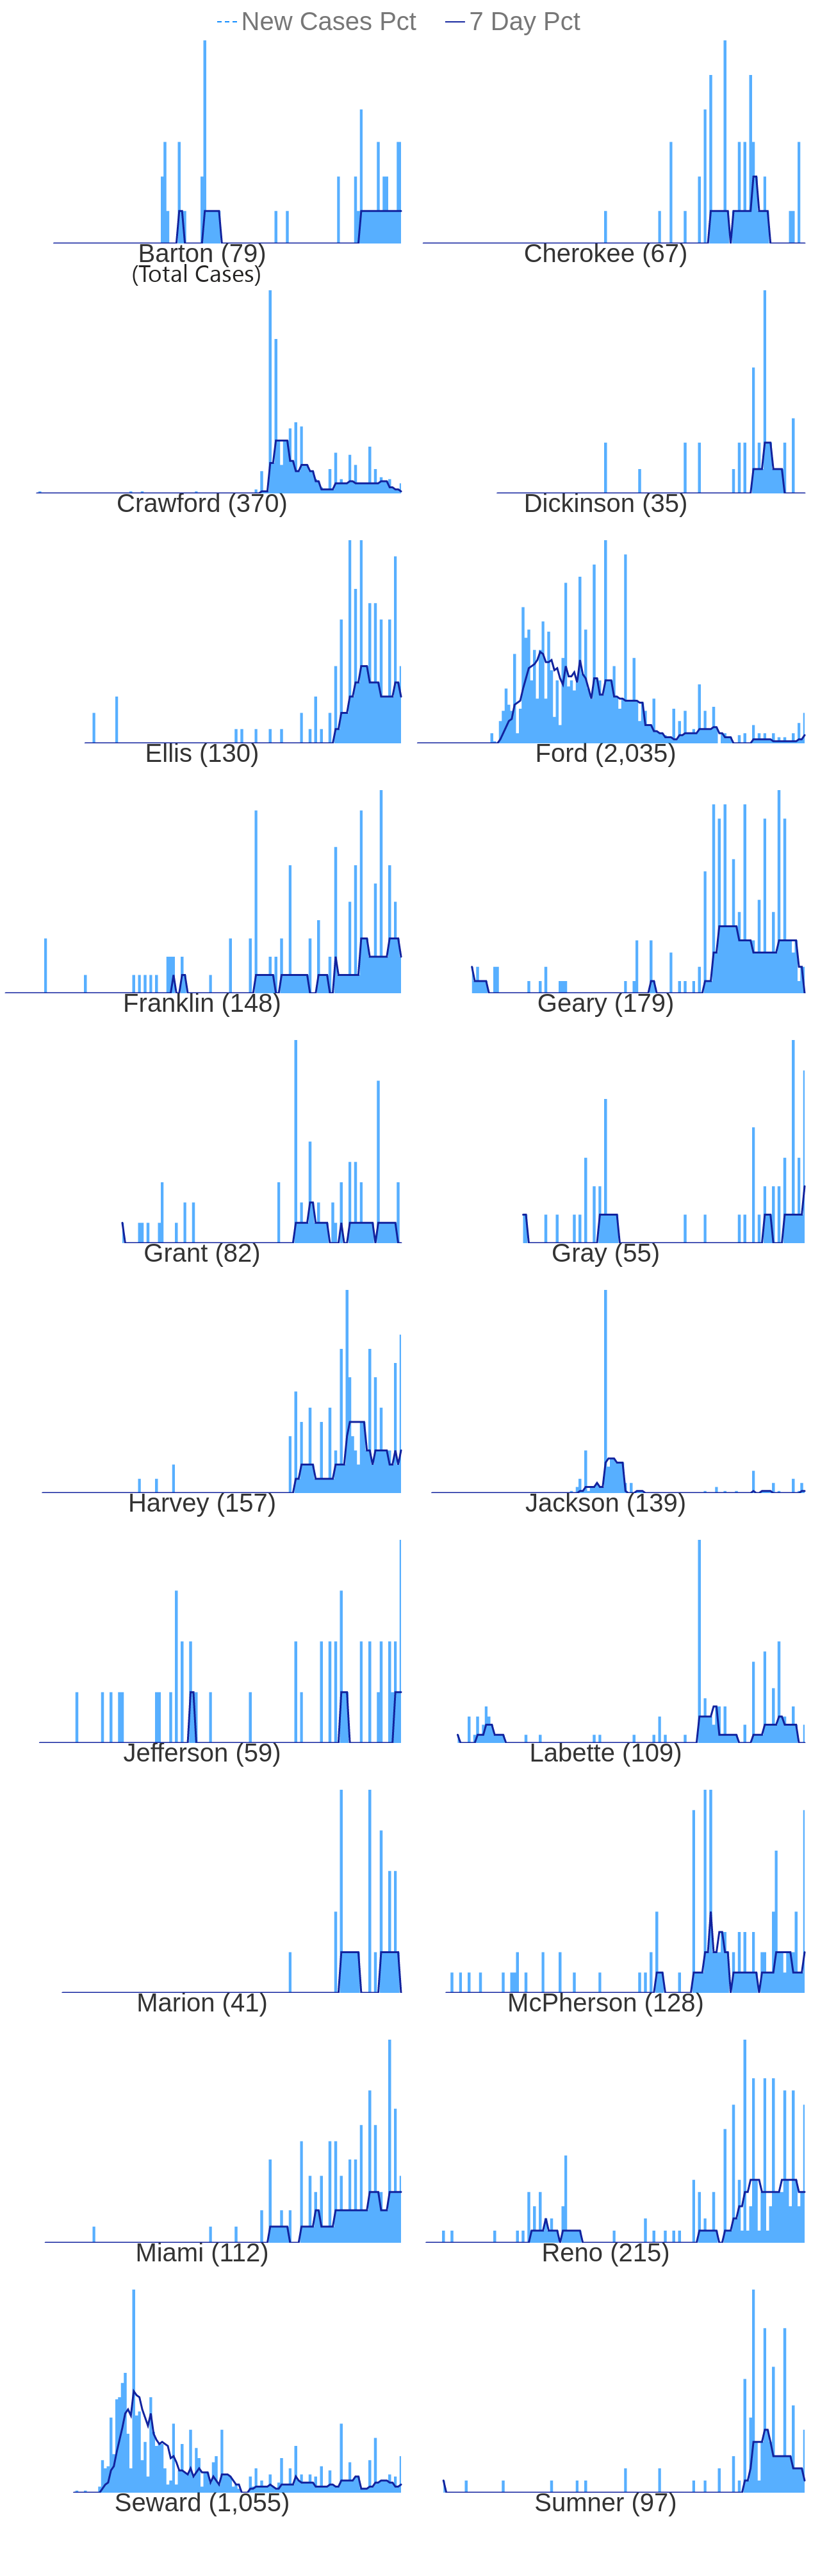 New Cases Pct 7 Day Pct
Barton (79) Cherokee (67)
(Total Cases)
Crawford (370) Dickinson (35)
Ellis (130) Ford (2,035)
Franklin (148) Geary (179)
Grant (82) Gray (55)
Harvey (157) Jackson (139)
Jefferson (59) Labette (109)
Marion (41) McPherson (128)
Miami (112) Reno (215)
Seward (1,055) Sumner (97)